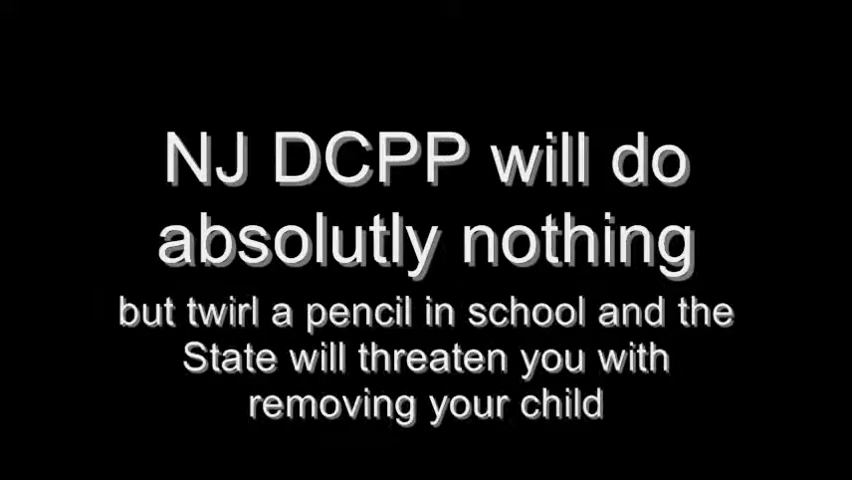 NJ DCPP will do
absolutly nothing
but twirl a pencil in school and the
State will threaten you with
removing your child